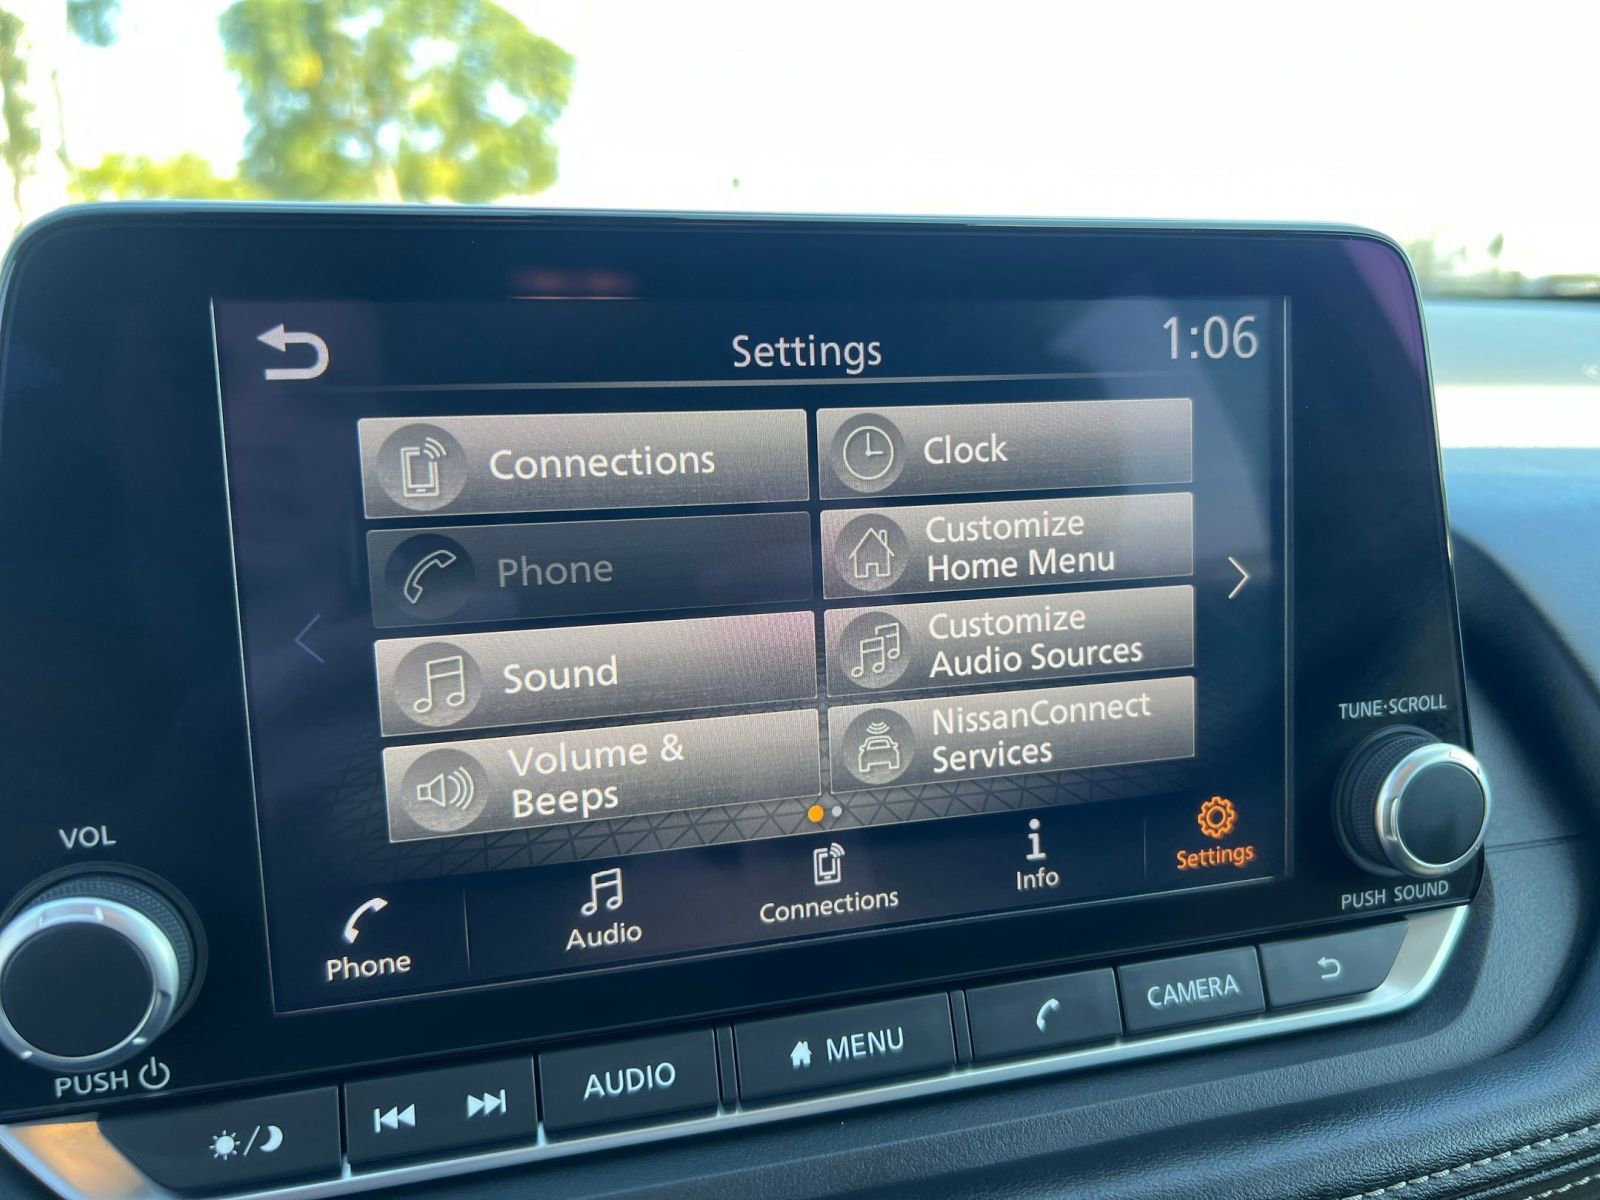 Settings
1:06
Connections
Clock
Phone
Customize
Home Menu
Sound
Customize
Audio Sources
Volume &
Beeps
NissanConnect
Services
Phone
Audio
Connections
Info
Settings
VOL
PUSH
TUNE·SCROLL
PUSH SOUND
AUDIO
MENU
CAMERA